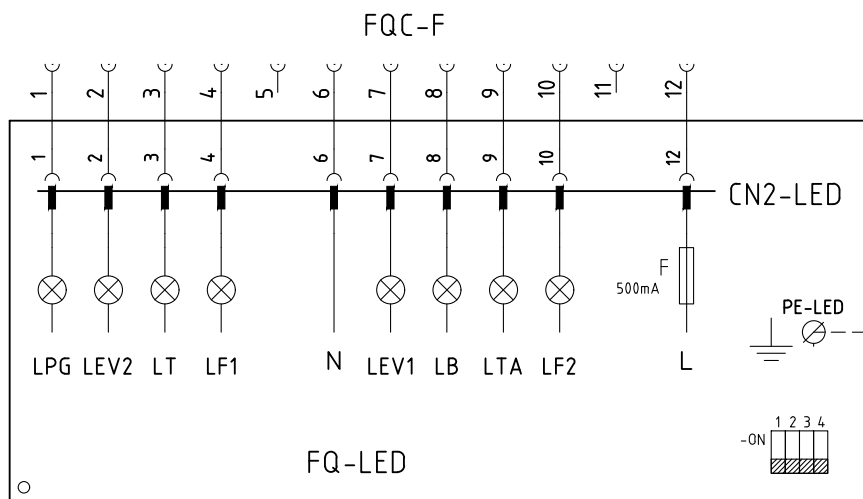 FQC-F
1 2 3 4 5 6 7 8 9 10 11 12
1 2 3 4 6 7 8 9 10 12
CN2-LED
F
500mA
PE-LED
LPG LEV2 LT LF1 N LEV1 LB LTA LF2 L
1 2 3 4
-ON
FQ-LED